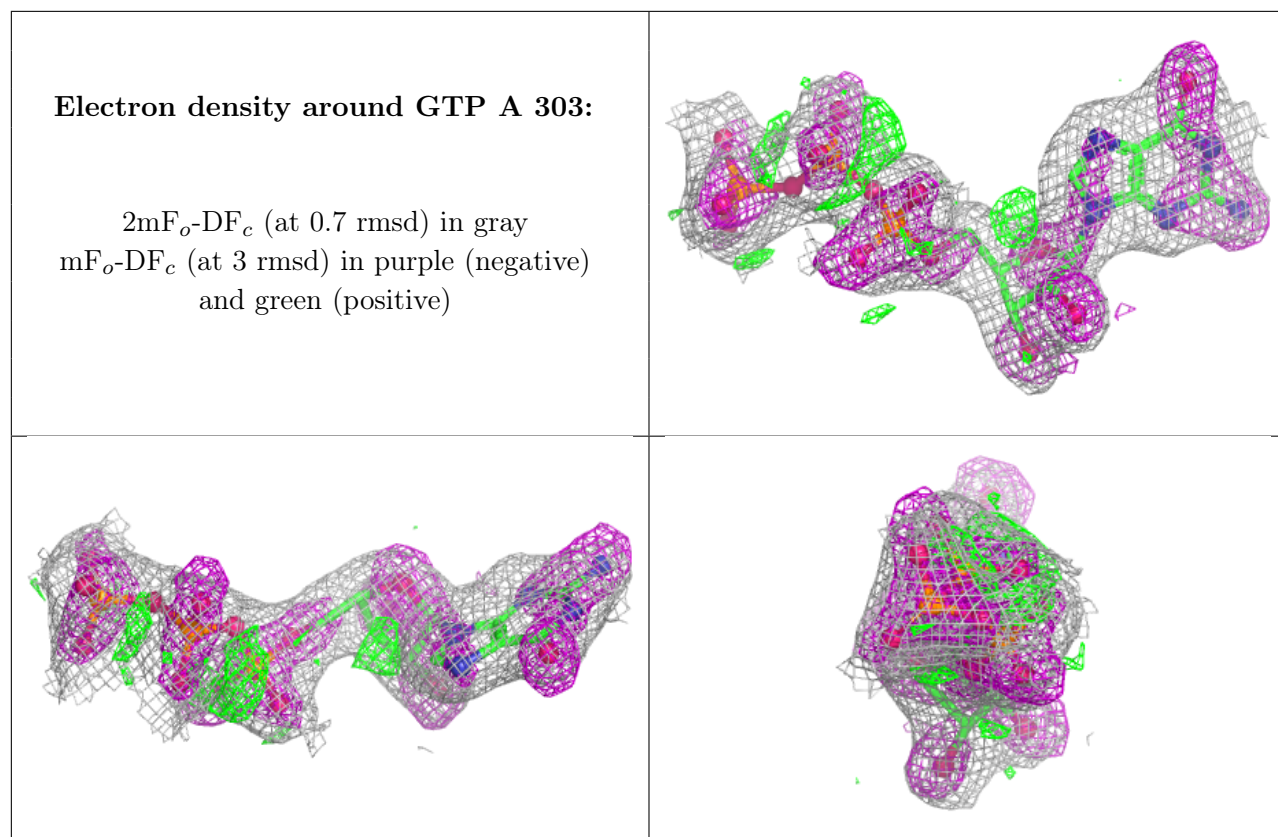 Electron density around GTP A 303:
2mFo-DFc (at 0.7 rmsd) in gray
mFo-DFc (at 3 rmsd) in purple (negative)
and green (positive)